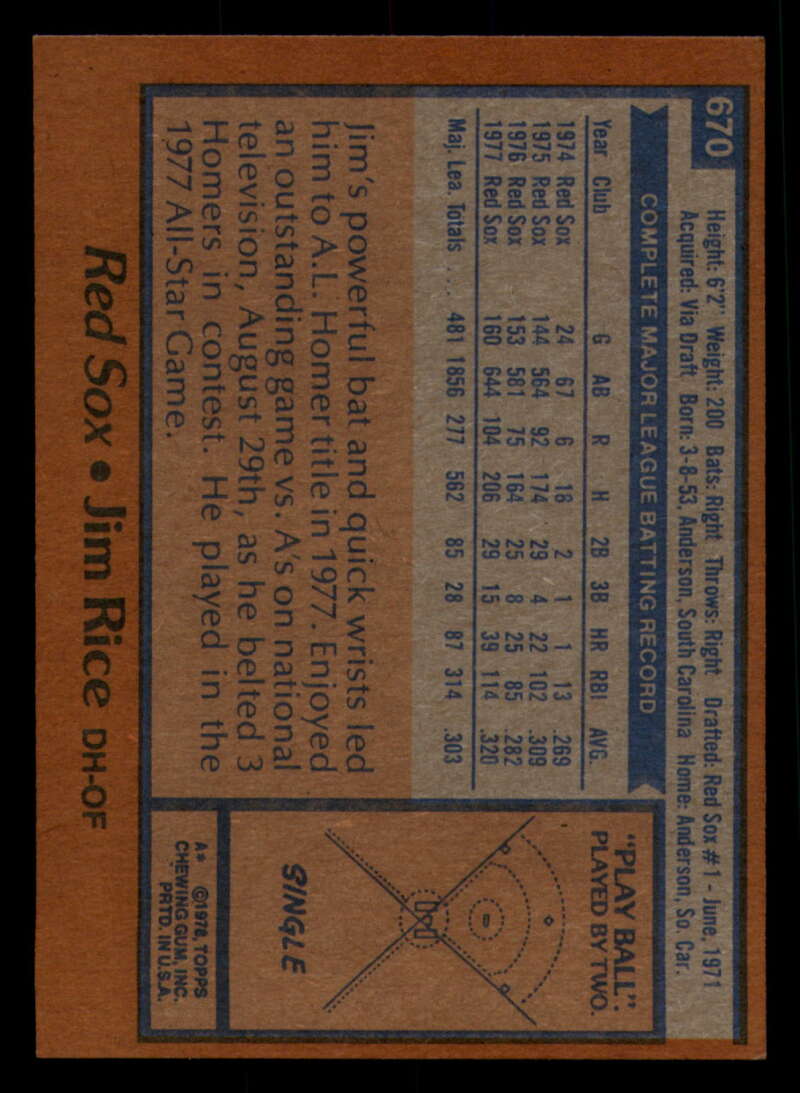 670
Height: 6'2" Weight: 200 Bats: Right Throws: Right Drafted: Red Sox #1 - June, 1971
Acquired: Via Draft Born: 3-8-53, Anderson, South Carolina Home: Anderson, So. Car.
COMPLETE MAJOR LEAGUE BATTING RECORD
Year Club G AB R H 2B 3B HR RBI AVG.
1974 Red Sox 24 67 6 18 2 1 1 13 .269
1975 Red Sox 144 564 92 174 29 4 22 102 .309
1976 Red Sox 153 581 75 164 25 8 25 85 .282
1977 Red Sox 160 644 104 206 29 15 39 114 .320
Maj. Lea. Totals .... 481 1856 277 562 85 28 87 314 .303
Jim's powerful bat and quick wrists led
him to A.L. Homer title in 1977. Enjoyed
an outstanding game vs. A's on national
television, August 29th, as he belted 3
Homers in contest. He played in the
1977 All-Star Game.
"PLAY BALL":
PLAYED BY TWO.
SINGLE
A* ©1978, TOPPS
CHEWING GUM, INC.
PRTD. IN U.S.A.
Red Sox • Jim Rice DH-OF